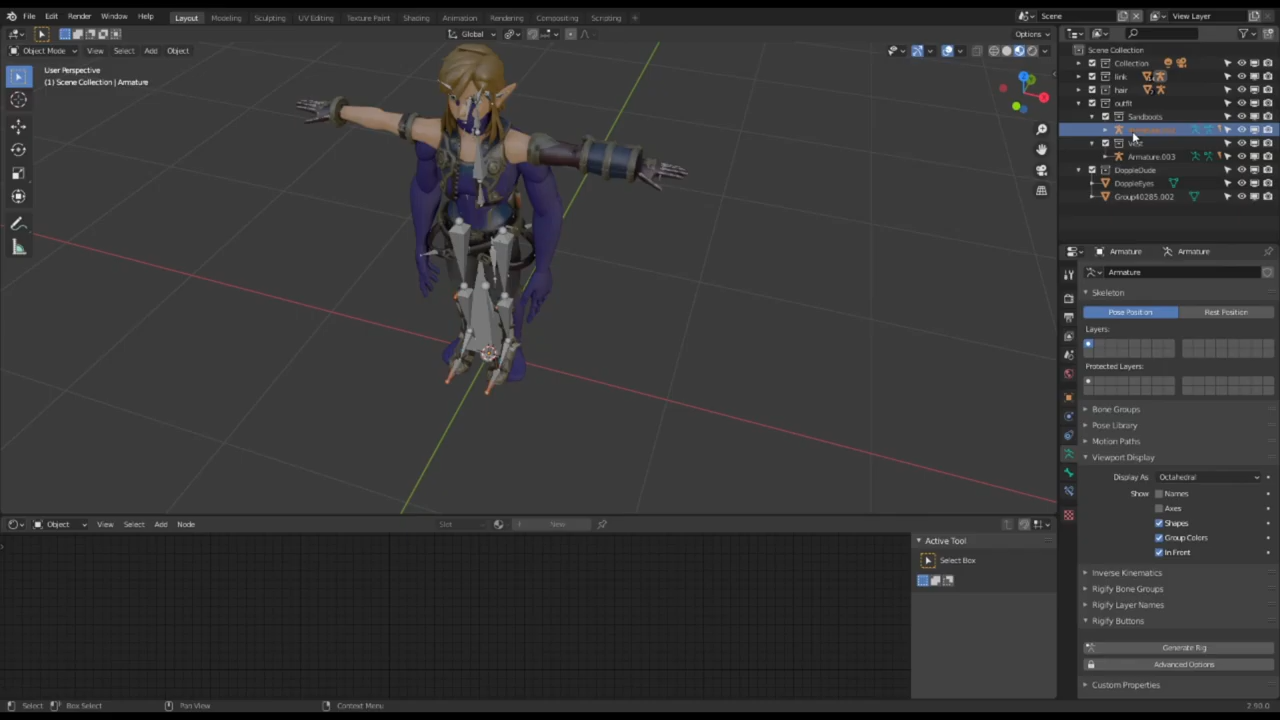 File Edit Render Window Help Layout Modeling Sculpting UV Editing Texture Paint Shading Animation Rendering Compositing Scripting + Scene View Layer
Global Options
Object Mode View Select Add Object
User Perspective
(1) Scene Collection | Armature
Scene Collection
Collection
link
hair
outfit
Sandboots
Armature.003
DoppleDude
DoppleEyes
Group40285.002
Armature Armature
Armature
Skeleton
Pose Position Rest Position
Layers:
Protected Layers:
Bone Groups
Pose Library
Motion Paths
Viewport Display
Display As Octahedral
Show Names
Axes
Shapes
Group Colors
In Front
Inverse Kinematics
Rigify Bone Groups
Rigify Layer Names
Rigify Buttons
Generate Rig
Advanced Options
Custom Properties
Object View Select Add Node Slot New
Active Tool
Select Box
Select Box Select Pan View Context Menu 2.90.0